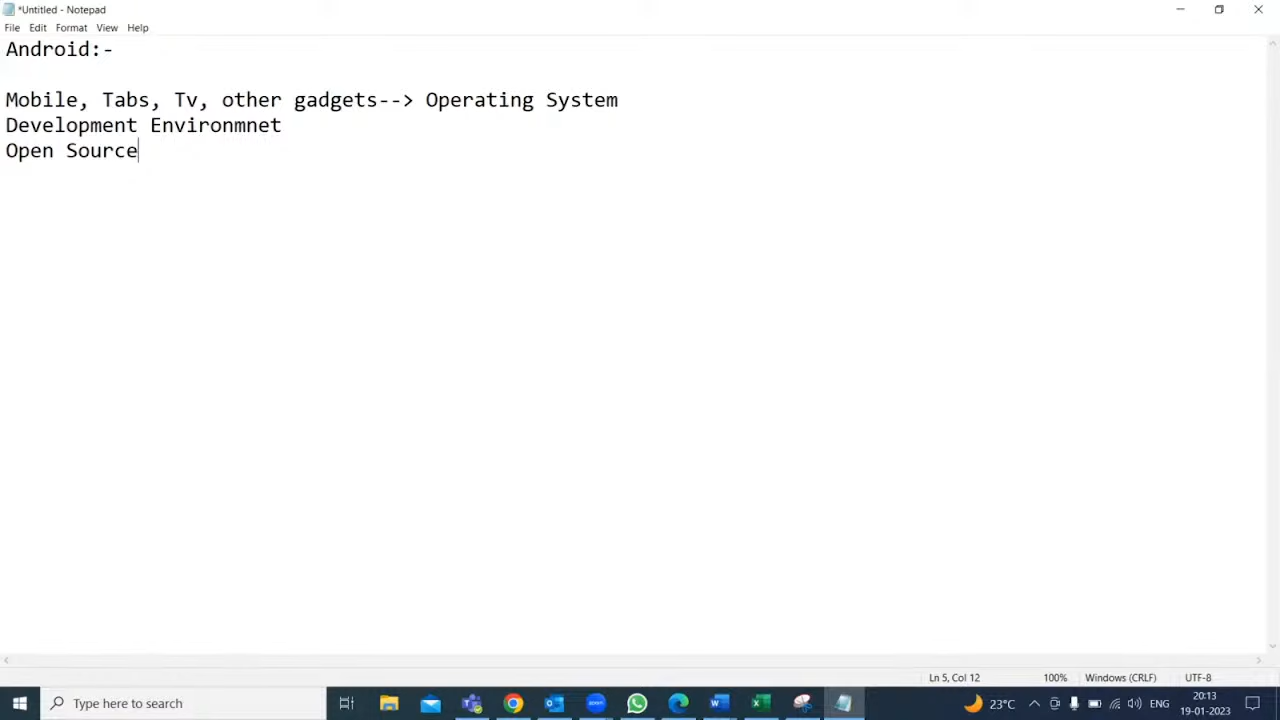 *Untitled - Notepad
File Edit Format View Help
Android:-
Mobile, Tabs, Tv, other gadgets--> Operating System
Development Environmnet
Open Source
Ln 5, Col 12 100% Windows (CRLF) UTF-8
Type here to search
zoom
23°C ENG 20:13
19-01-2023